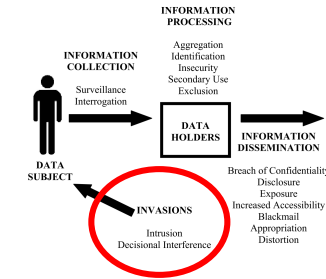 INFORMATION
PROCESSING
Aggregation
Identification
Insecurity
Secondary Use
Exclusion
INFORMATION
COLLECTION
Surveillance
Interrogation
DATA
HOLDERS
DATA
SUBJECT
INFORMATION
DISSEMINATION
Breach of Confidentiality
Disclosure
Exposure
Increased Accessibility
Blackmail
Appropriation
Distortion
INVASIONS
Intrusion
Decisional Interference